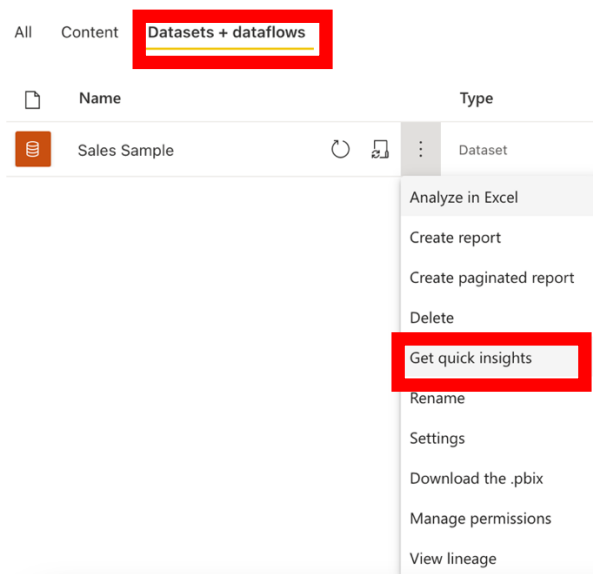 All Content Datasets + dataflows
Name Type
Sales Sample Dataset
Analyze in Excel
Create report
Create paginated report
Delete
Get quick insights
Rename
Settings
Download the .pbix
Manage permissions
View lineage